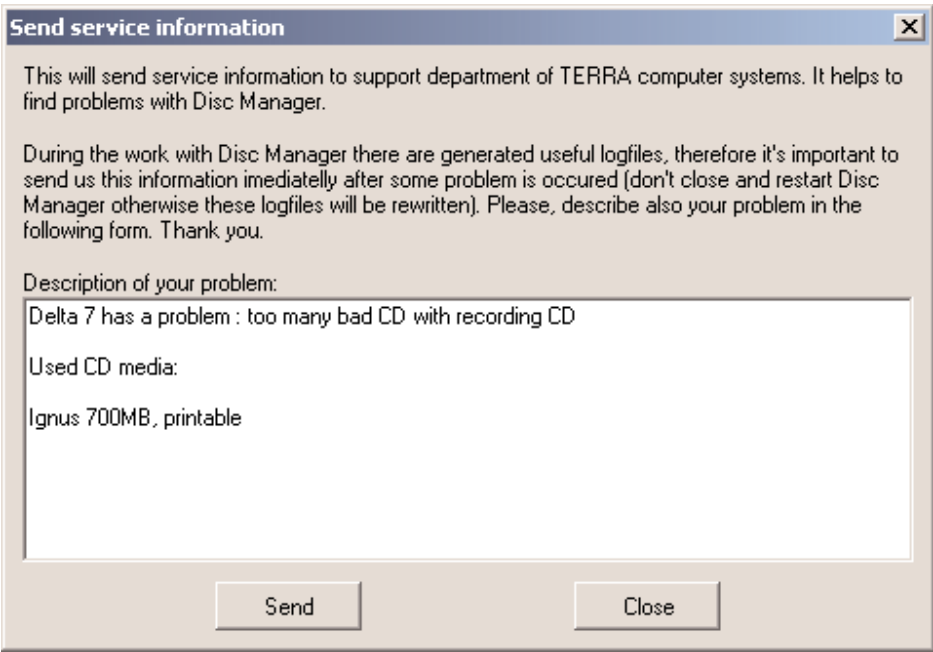 Send service information
This will send service information to support department of TERRA computer systems. It helps to
find problems with Disc Manager.
During the work with Disc Manager there are generated useful logfiles, therefore it's important to
send us this information imediatelly after some problem is occured (don't close and restart Disc
Manager otherwise these logfiles will be rewritten). Please, describe also your problem in the
following form. Thank you.
Description of your problem:
Delta 7 has a problem : too many bad CD with recording CD
Used CD media:
Ignus 700MB, printable
Send
Close